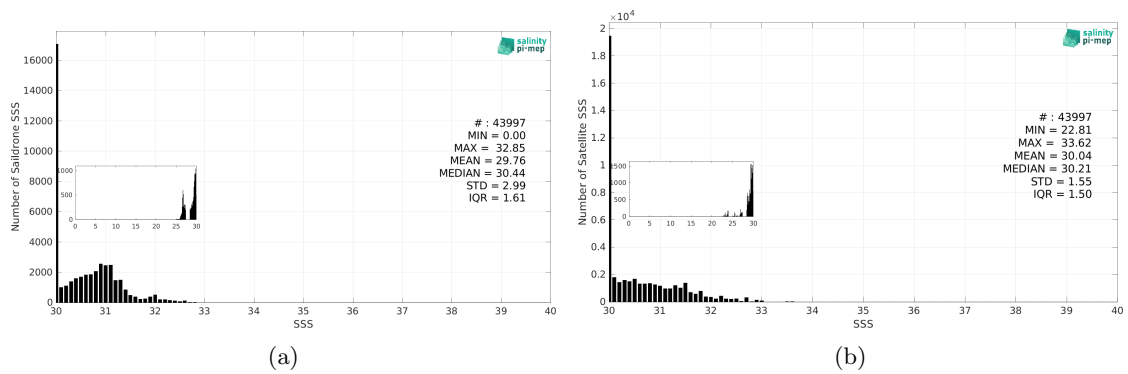 salinity
pi-mep
16000
14000
12000
10000
8000
6000
4000
2000
0
Number of Saildrone SSS
# : 43997
MIN = 0.00
MAX = 32.85
MEAN = 29.76
MEDIAN = 30.44
STD = 2.99
IQR = 1.61
1000
500
0
0 5 10 15 20 25 30
30 31 32 33 34 35 36 37 38 39 40
SSS
(a)
×10⁴
salinity
pi-mep
2
1.8
1.6
1.4
1.2
1
0.8
0.6
0.4
0.2
0
Number of Satellite SSS
# : 43997
MIN = 22.81
MAX = 33.62
MEAN = 30.04
MEDIAN = 30.21
STD = 1.55
IQR = 1.50
1500
1000
500
0
0 5 10 15 20 25 30
30 31 32 33 34 35 36 37 38 39 40
SSS
(b)